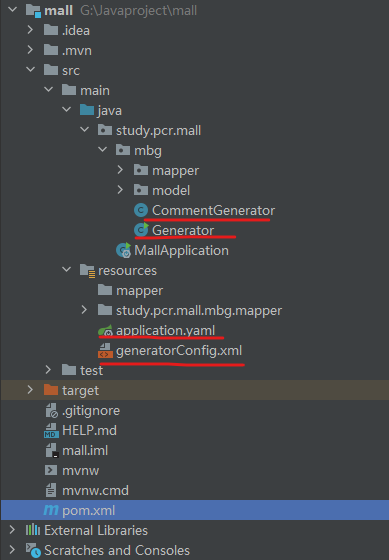 mall G:\Javaproject\mall
.idea
.mvn
src
main
java
study.pcr.mall
mbg
mapper
model
CommentGenerator
Generator
MallApplication
resources
mapper
study.pcr.mall.mbg.mapper
application.yaml
generatorConfig.xml
test
target
.gitignore
HELP.md
mall.iml
mvnw
mvnw.cmd
pom.xml
External Libraries
Scratches and Consoles